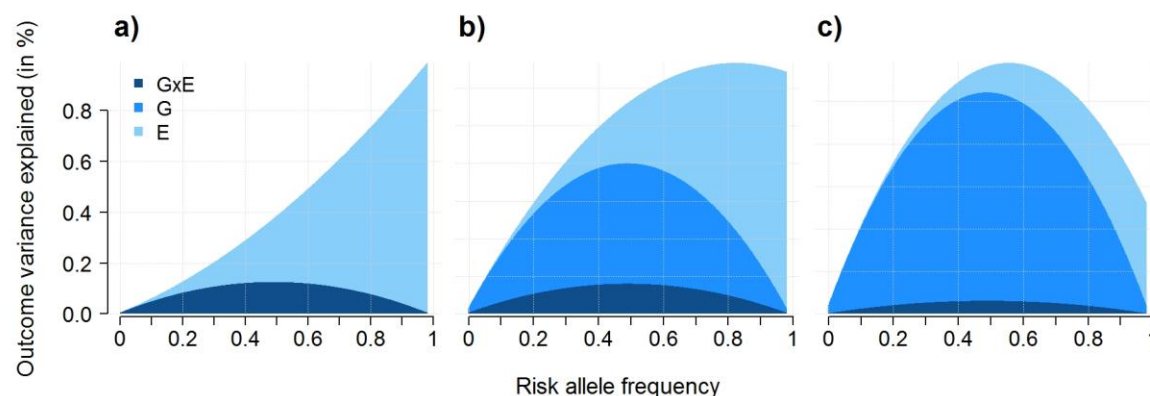 a)
b)
c)
Outcome variance explained (in %)
GxE
G
E
0.8
0.6
0.4
0.2
0.0
0 0.2 0.4 0.6 0.8 1
0 0.2 0.4 0.6 0.8 1
0 0.2 0.4 0.6 0.8
Risk allele frequency